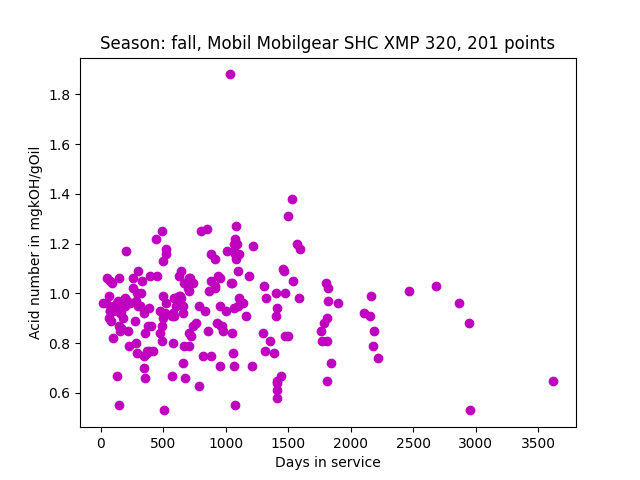 Season: fall, Mobil Mobilgear SHC XMP 320, 201 points
Acid number in mgkOH/gOil
1.8
1.6
1.4
1.2
1.0
0.8
0.6
0 500 1000 1500 2000 2500 3000 3500
Days in service